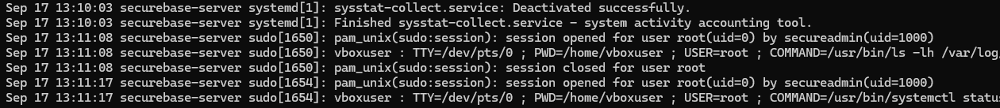 Sep 17 13:10:03 securebase-server systemd[1]: sysstat-collect.service: Deactivated successfully.
Sep 17 13:10:03 securebase-server systemd[1]: Finished sysstat-collect.service - system activity accounting tool.
Sep 17 13:11:08 securebase-server sudo[1650]: pam_unix(sudo:session): session opened for user root(uid=0) by secureadmin(uid=1000)
Sep 17 13:11:08 securebase-server sudo[1650]: vboxuser : TTY=/dev/pts/0 ; PWD=/home/vboxuser ; USER=root ; COMMAND=/usr/bin/ls -lh /var/log
Sep 17 13:11:08 securebase-server sudo[1650]: pam_unix(sudo:session): session closed for user root
Sep 17 13:11:17 securebase-server sudo[1654]: pam_unix(sudo:session): session opened for user root(uid=0) by secureadmin(uid=1000)
Sep 17 13:11:17 securebase-server sudo[1654]: vboxuser : TTY=/dev/pts/0 ; PWD=/home/vboxuser ; USER=root ; COMMAND=/usr/bin/systemctl statu